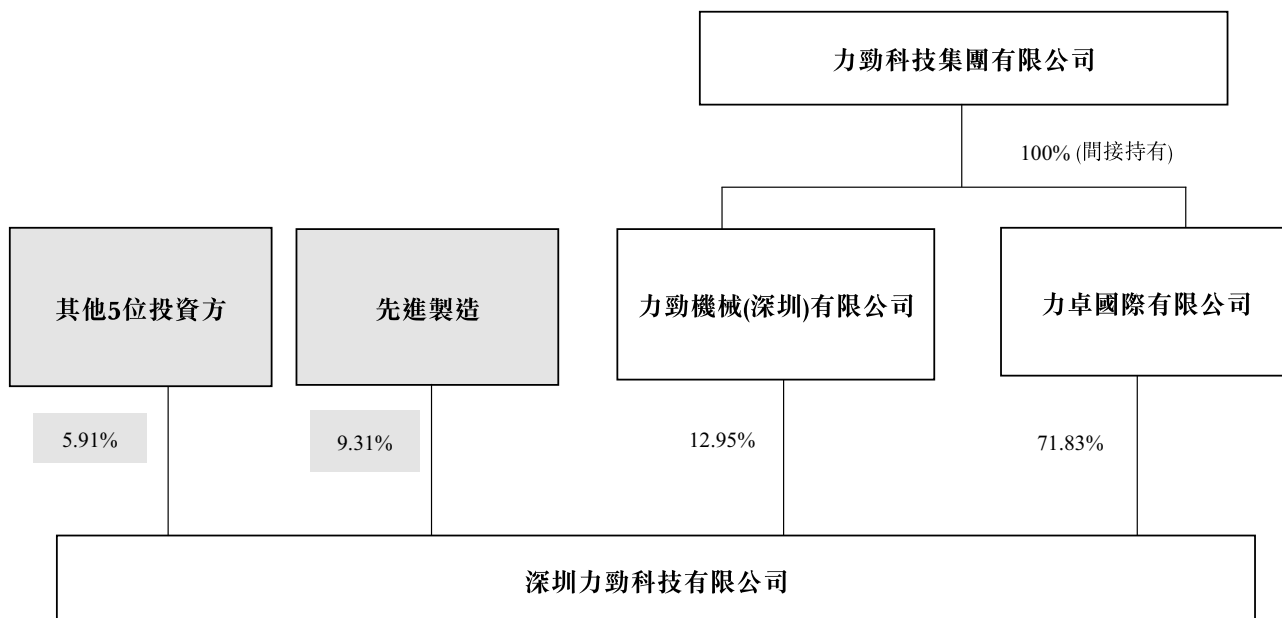 力勁科技集團有限公司
100% (間接持有)
其他5位投資方
先進製造
力勁機械(深圳)有限公司
力卓國際有限公司
5.91%
9.31%
12.95%
71.83%
深圳力勁科技有限公司